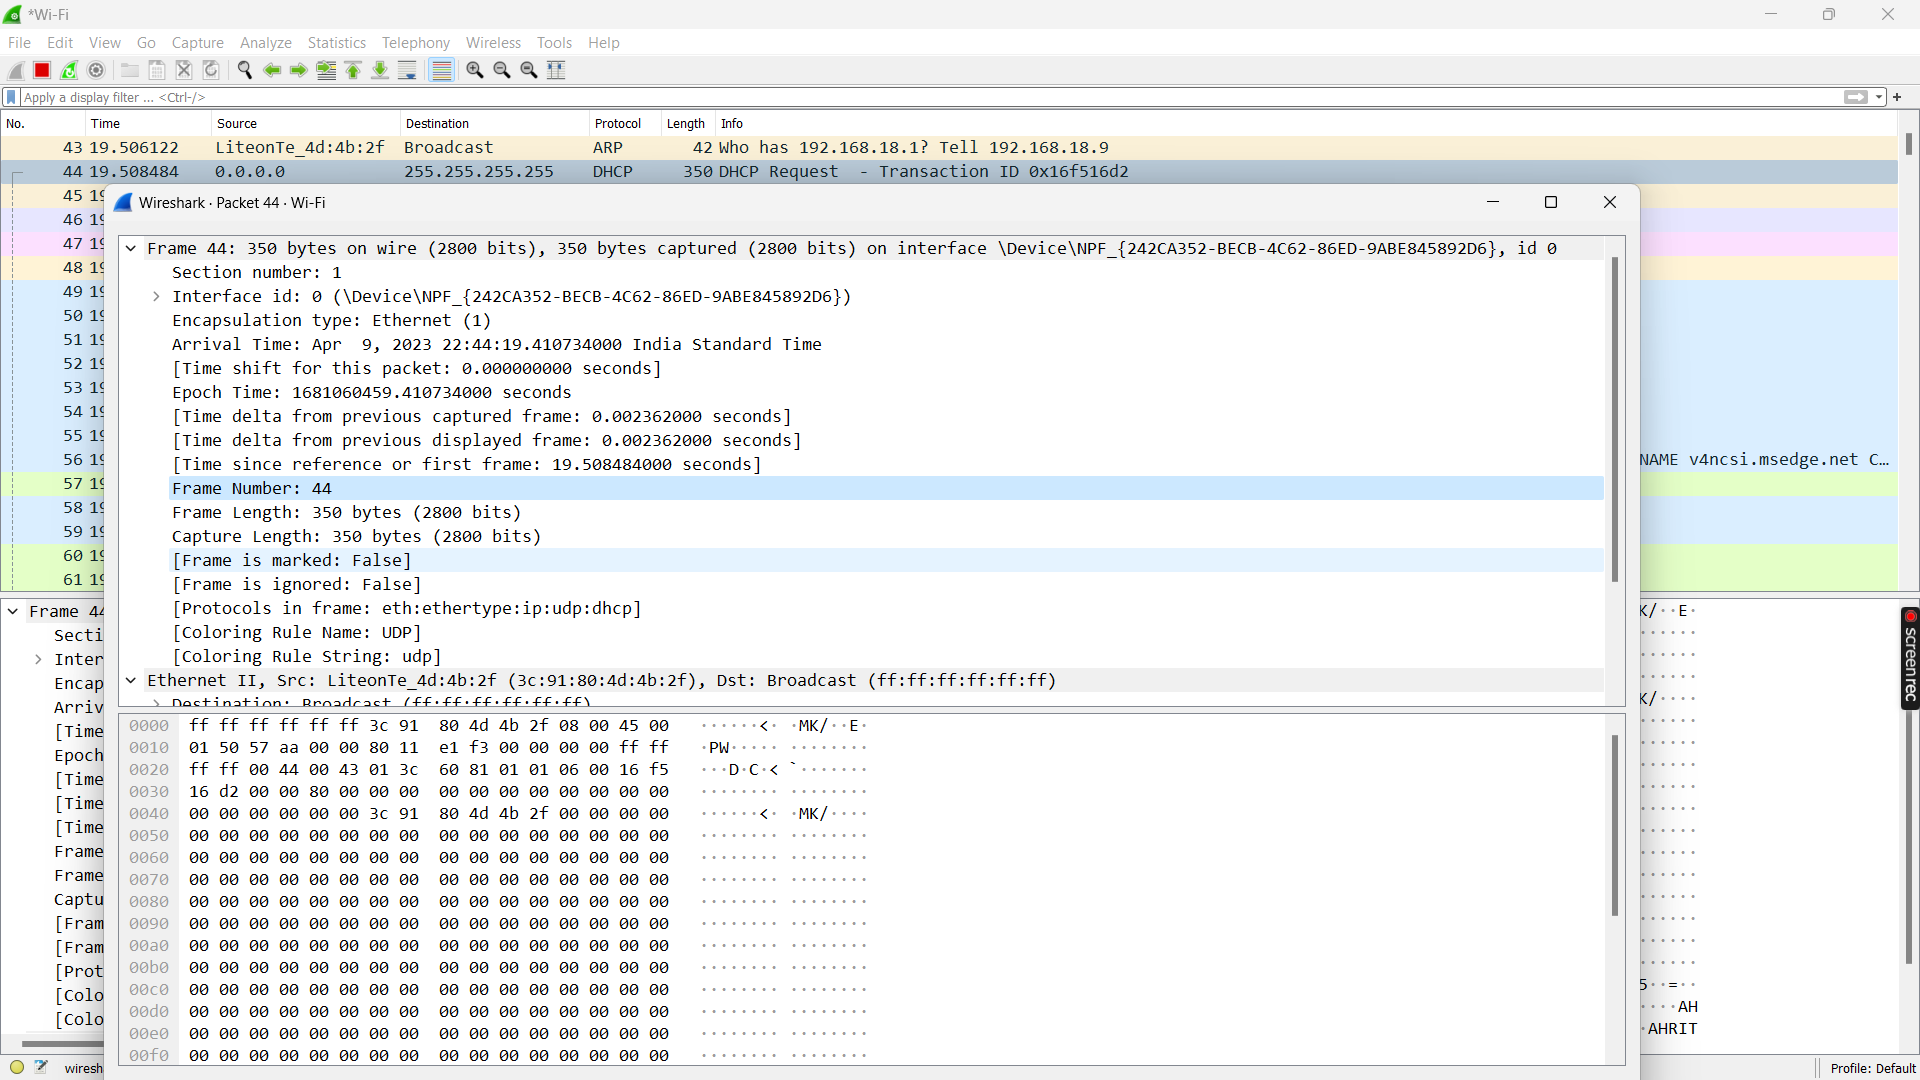 *Wi-Fi
File Edit View Go Capture Analyze Statistics Telephony Wireless Tools Help
Apply a display filter ... <Ctrl-/>
No. Time Source Destination Protocol Length Info
43 19.506122 LiteonTe_4d:4b:2f Broadcast ARP 42 Who has 192.168.18.1? Tell 192.168.18.9
44 19.508484 0.0.0.0 255.255.255.255 DHCP 350 DHCP Request - Transaction ID 0x16f516d2
45 19
46 19
47 19
48 19
49 19
50 19
51 19
52 19
53 19
54 19
55 19
56 19 NAME v4ncsi.msedge.net C…
57 19
58 19
59 19
60 19
61 19
Wireshark · Packet 44 · Wi-Fi
Frame 44: 350 bytes on wire (2800 bits), 350 bytes captured (2800 bits) on interface \Device\NPF_{242CA352-BECB-4C62-86ED-9ABE845892D6}, id 0
Section number: 1
Interface id: 0 (\Device\NPF_{242CA352-BECB-4C62-86ED-9ABE845892D6})
Encapsulation type: Ethernet (1)
Arrival Time: Apr 9, 2023 22:44:19.410734000 India Standard Time
[Time shift for this packet: 0.000000000 seconds]
Epoch Time: 1681060459.410734000 seconds
[Time delta from previous captured frame: 0.002362000 seconds]
[Time delta from previous displayed frame: 0.002362000 seconds]
[Time since reference or first frame: 19.508484000 seconds]
Frame Number: 44
Frame Length: 350 bytes (2800 bits)
Capture Length: 350 bytes (2800 bits)
[Frame is marked: False]
[Frame is ignored: False]
[Protocols in frame: eth:ethertype:ip:udp:dhcp]
[Coloring Rule Name: UDP]
[Coloring Rule String: udp]
Ethernet II, Src: LiteonTe_4d:4b:2f (3c:91:80:4d:4b:2f), Dst: Broadcast (ff:ff:ff:ff:ff:ff)
Destination: Broadcast (ff:ff:ff:ff:ff:ff)
0000 ff ff ff ff ff ff 3c 91 80 4d 4b 2f 08 00 45 00 ······<· ·MK/··E·
0010 01 50 57 aa 00 00 80 11 e1 f3 00 00 00 00 ff ff ·PW····· ········
0020 ff ff 00 44 00 43 01 3c 60 81 01 01 06 00 16 f5 ···D·C·< `·······
0030 16 d2 00 00 80 00 00 00 00 00 00 00 00 00 00 00 ········ ········
0040 00 00 00 00 00 00 3c 91 80 4d 4b 2f 00 00 00 00 ······<· ·MK/····
0050 00 00 00 00 00 00 00 00 00 00 00 00 00 00 00 00 ········ ········
0060 00 00 00 00 00 00 00 00 00 00 00 00 00 00 00 00 ········ ········
0070 00 00 00 00 00 00 00 00 00 00 00 00 00 00 00 00 ········ ········
0080 00 00 00 00 00 00 00 00 00 00 00 00 00 00 00 00 ········ ········
0090 00 00 00 00 00 00 00 00 00 00 00 00 00 00 00 00 ········ ········
00a0 00 00 00 00 00 00 00 00 00 00 00 00 00 00 00 00 ········ ········
00b0 00 00 00 00 00 00 00 00 00 00 00 00 00 00 00 00 ········ ········
00c0 00 00 00 00 00 00 00 00 00 00 00 00 00 00 00 00 ········ ········
00d0 00 00 00 00 00 00 00 00 00 00 00 00 00 00 00 00 ········ ········
00e0 00 00 00 00 00 00 00 00 00 00 00 00 00 00 00 00 ········ ········
00f0 00 00 00 00 00 00 00 00 00 00 00 00 00 00 00 00 ········ ········
Frame 44
Secti
Inter
Encap
Arriv
[Time
Epoch
[Time
[Time
[Time
Frame
Frame
Captu
[Fram
[Fram
[Prot
[Colo
[Colo
K/··E·
K/····
5··=··
····AH
·AHRIT
screenrec
wiresh
Profile: Default